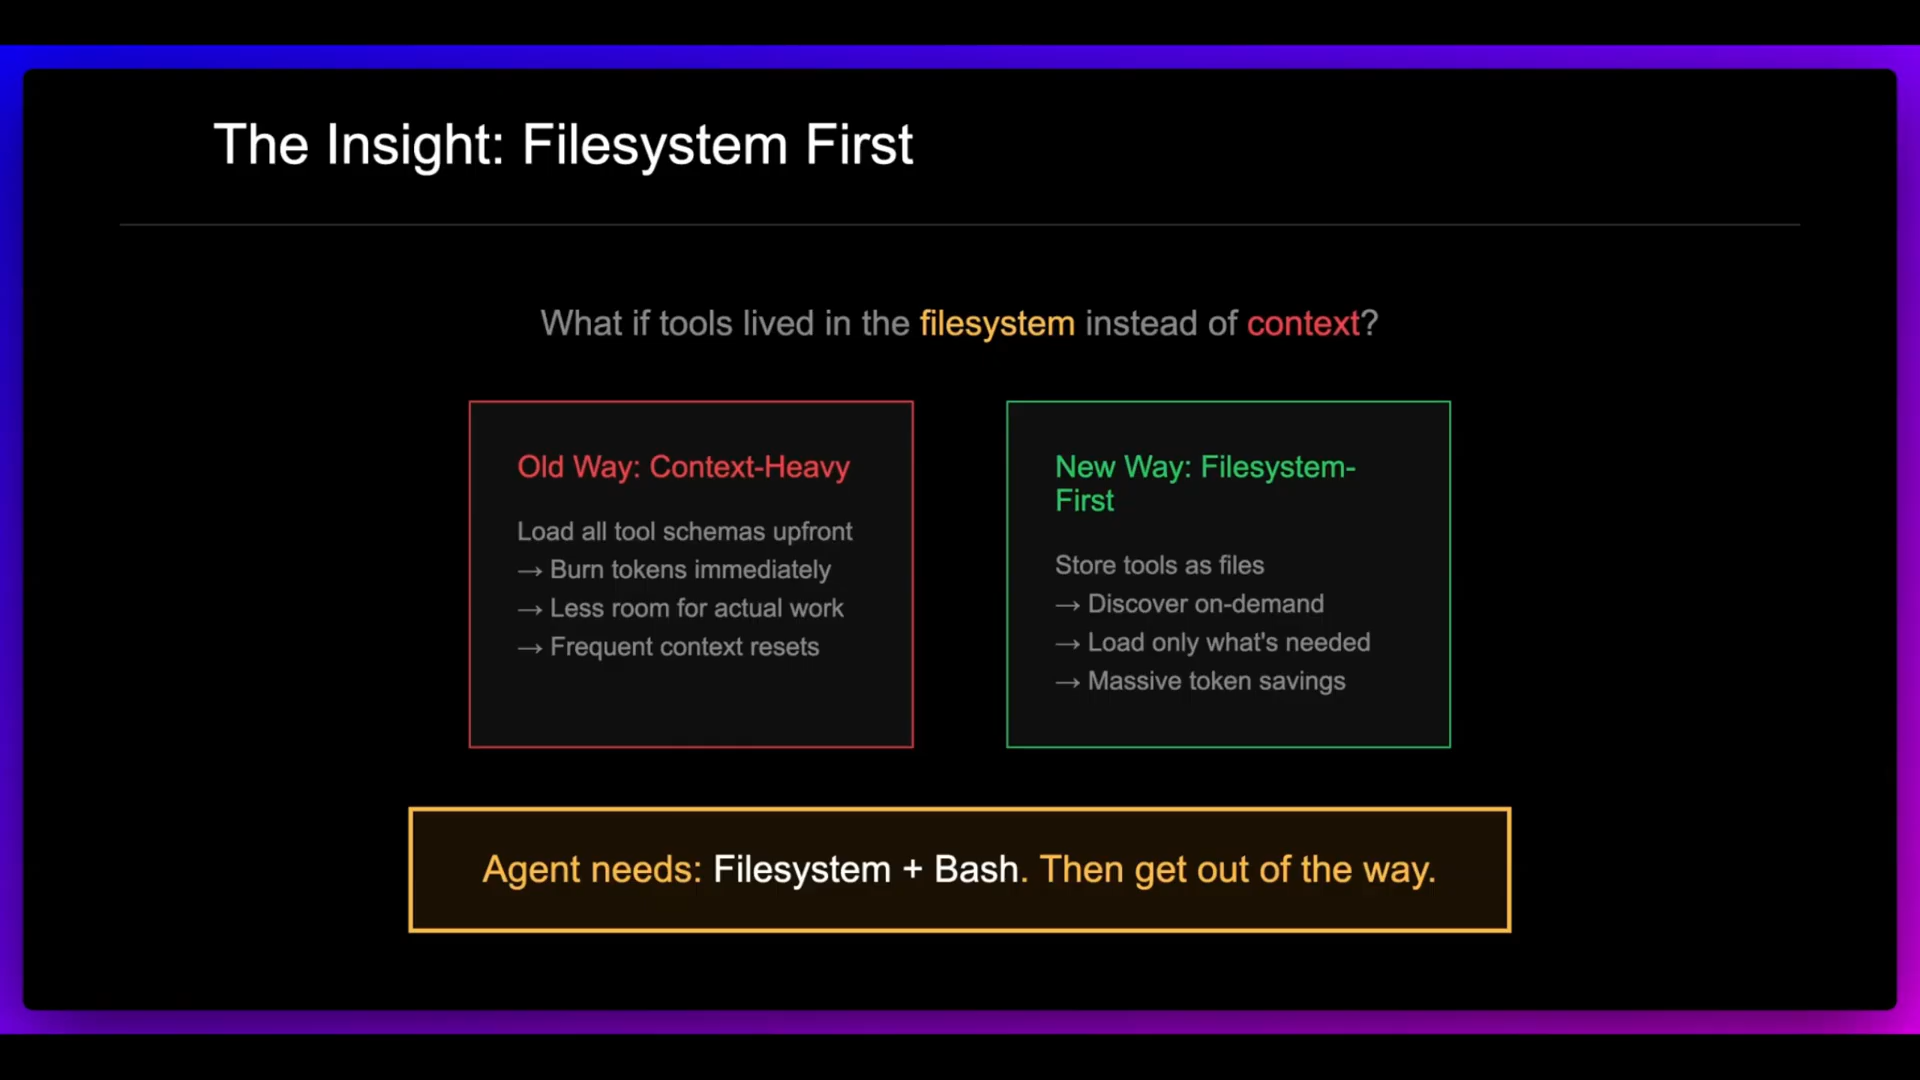 The Insight: Filesystem First
What if tools lived in the filesystem instead of context?
Old Way: Context-Heavy
Load all tool schemas upfront
→ Burn tokens immediately
→ Less room for actual work
→ Frequent context resets
New Way: Filesystem-
First
Store tools as files
→ Discover on-demand
→ Load only what's needed
→ Massive token savings
Agent needs: Filesystem + Bash. Then get out of the way.